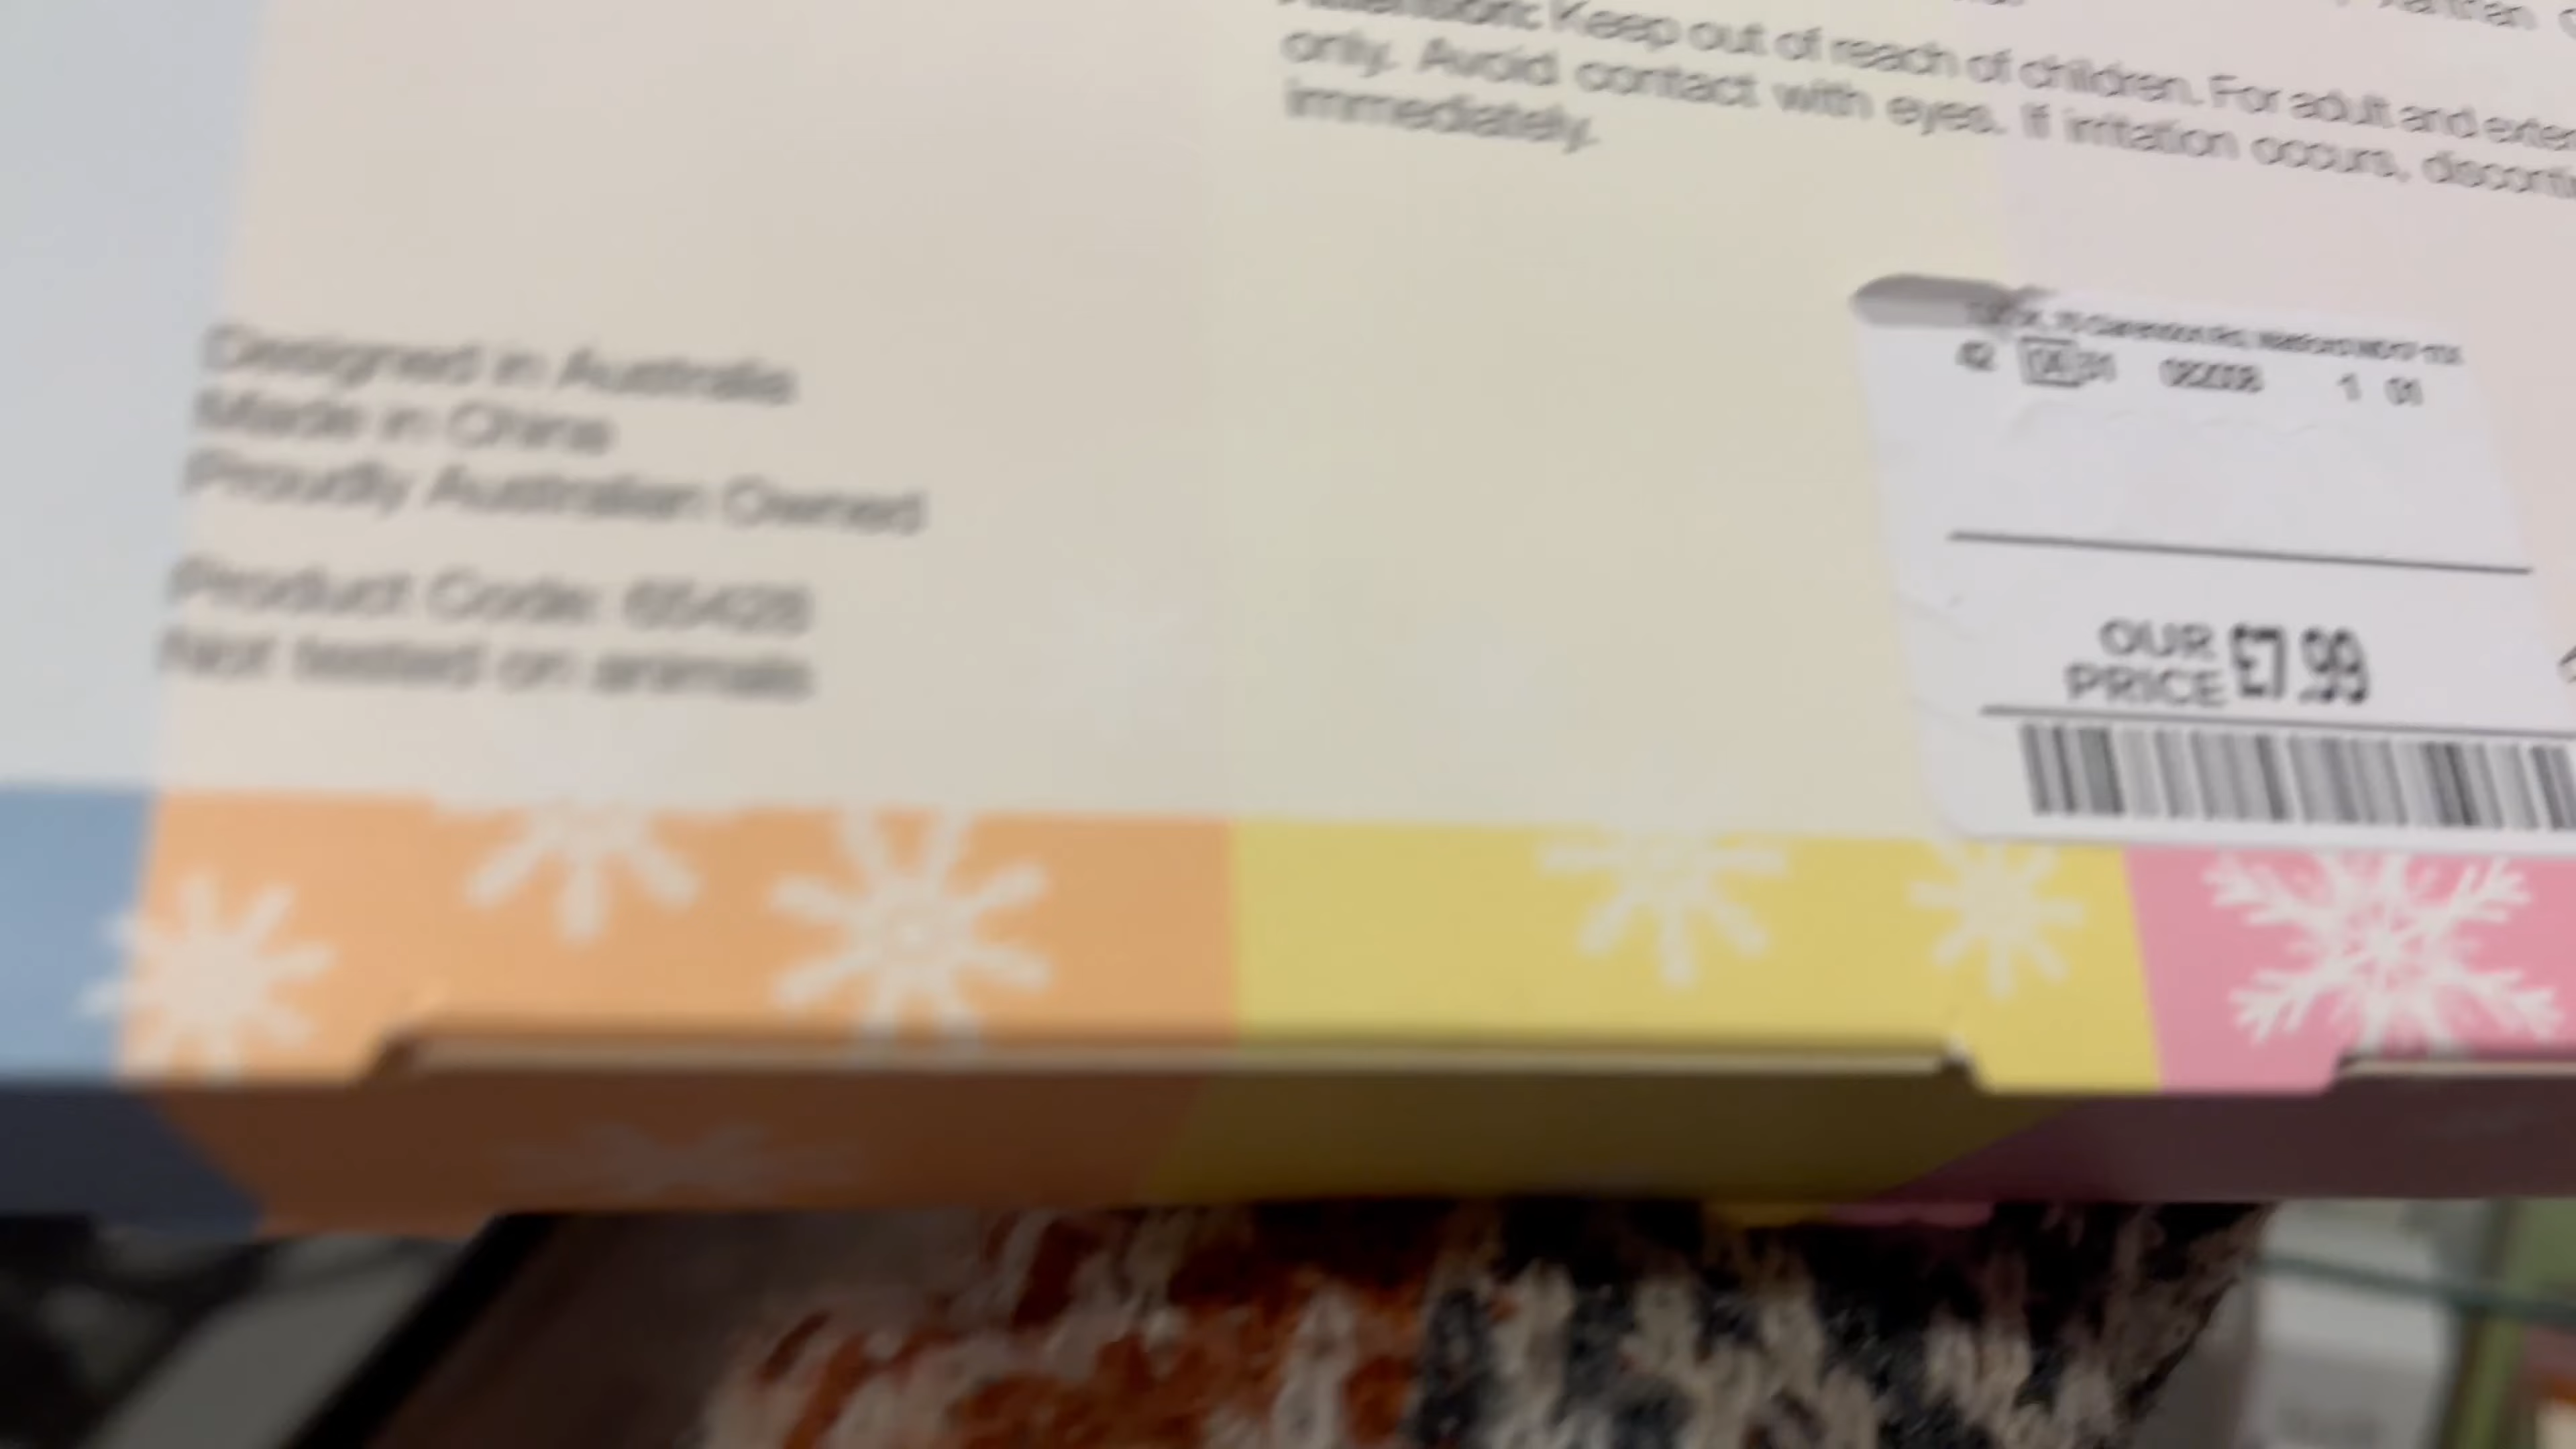 Keep out of reach of children. For adult and
only. Avoid contact with eyes. If irritation occurs,
immediately.
Designed in Australia
Made in China
Proudly Australian Owned
Product Code: 65428
Not tested on animals
1 01
OUR
PRICE £7.99